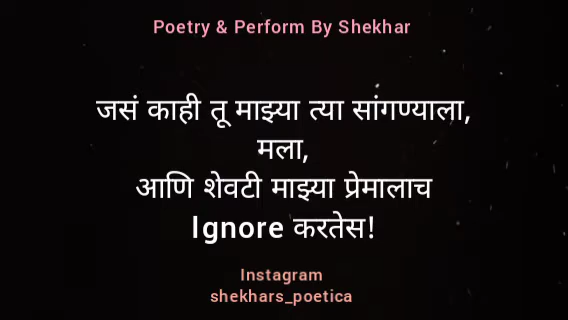 Poetry & Perform By Shekhar
जसं काही तू माझ्या त्या सांगण्याला,
मला,
आणि शेवटी माझ्या प्रेमालाच
Ignore करतेस!
Instagram
shekhars_poetica